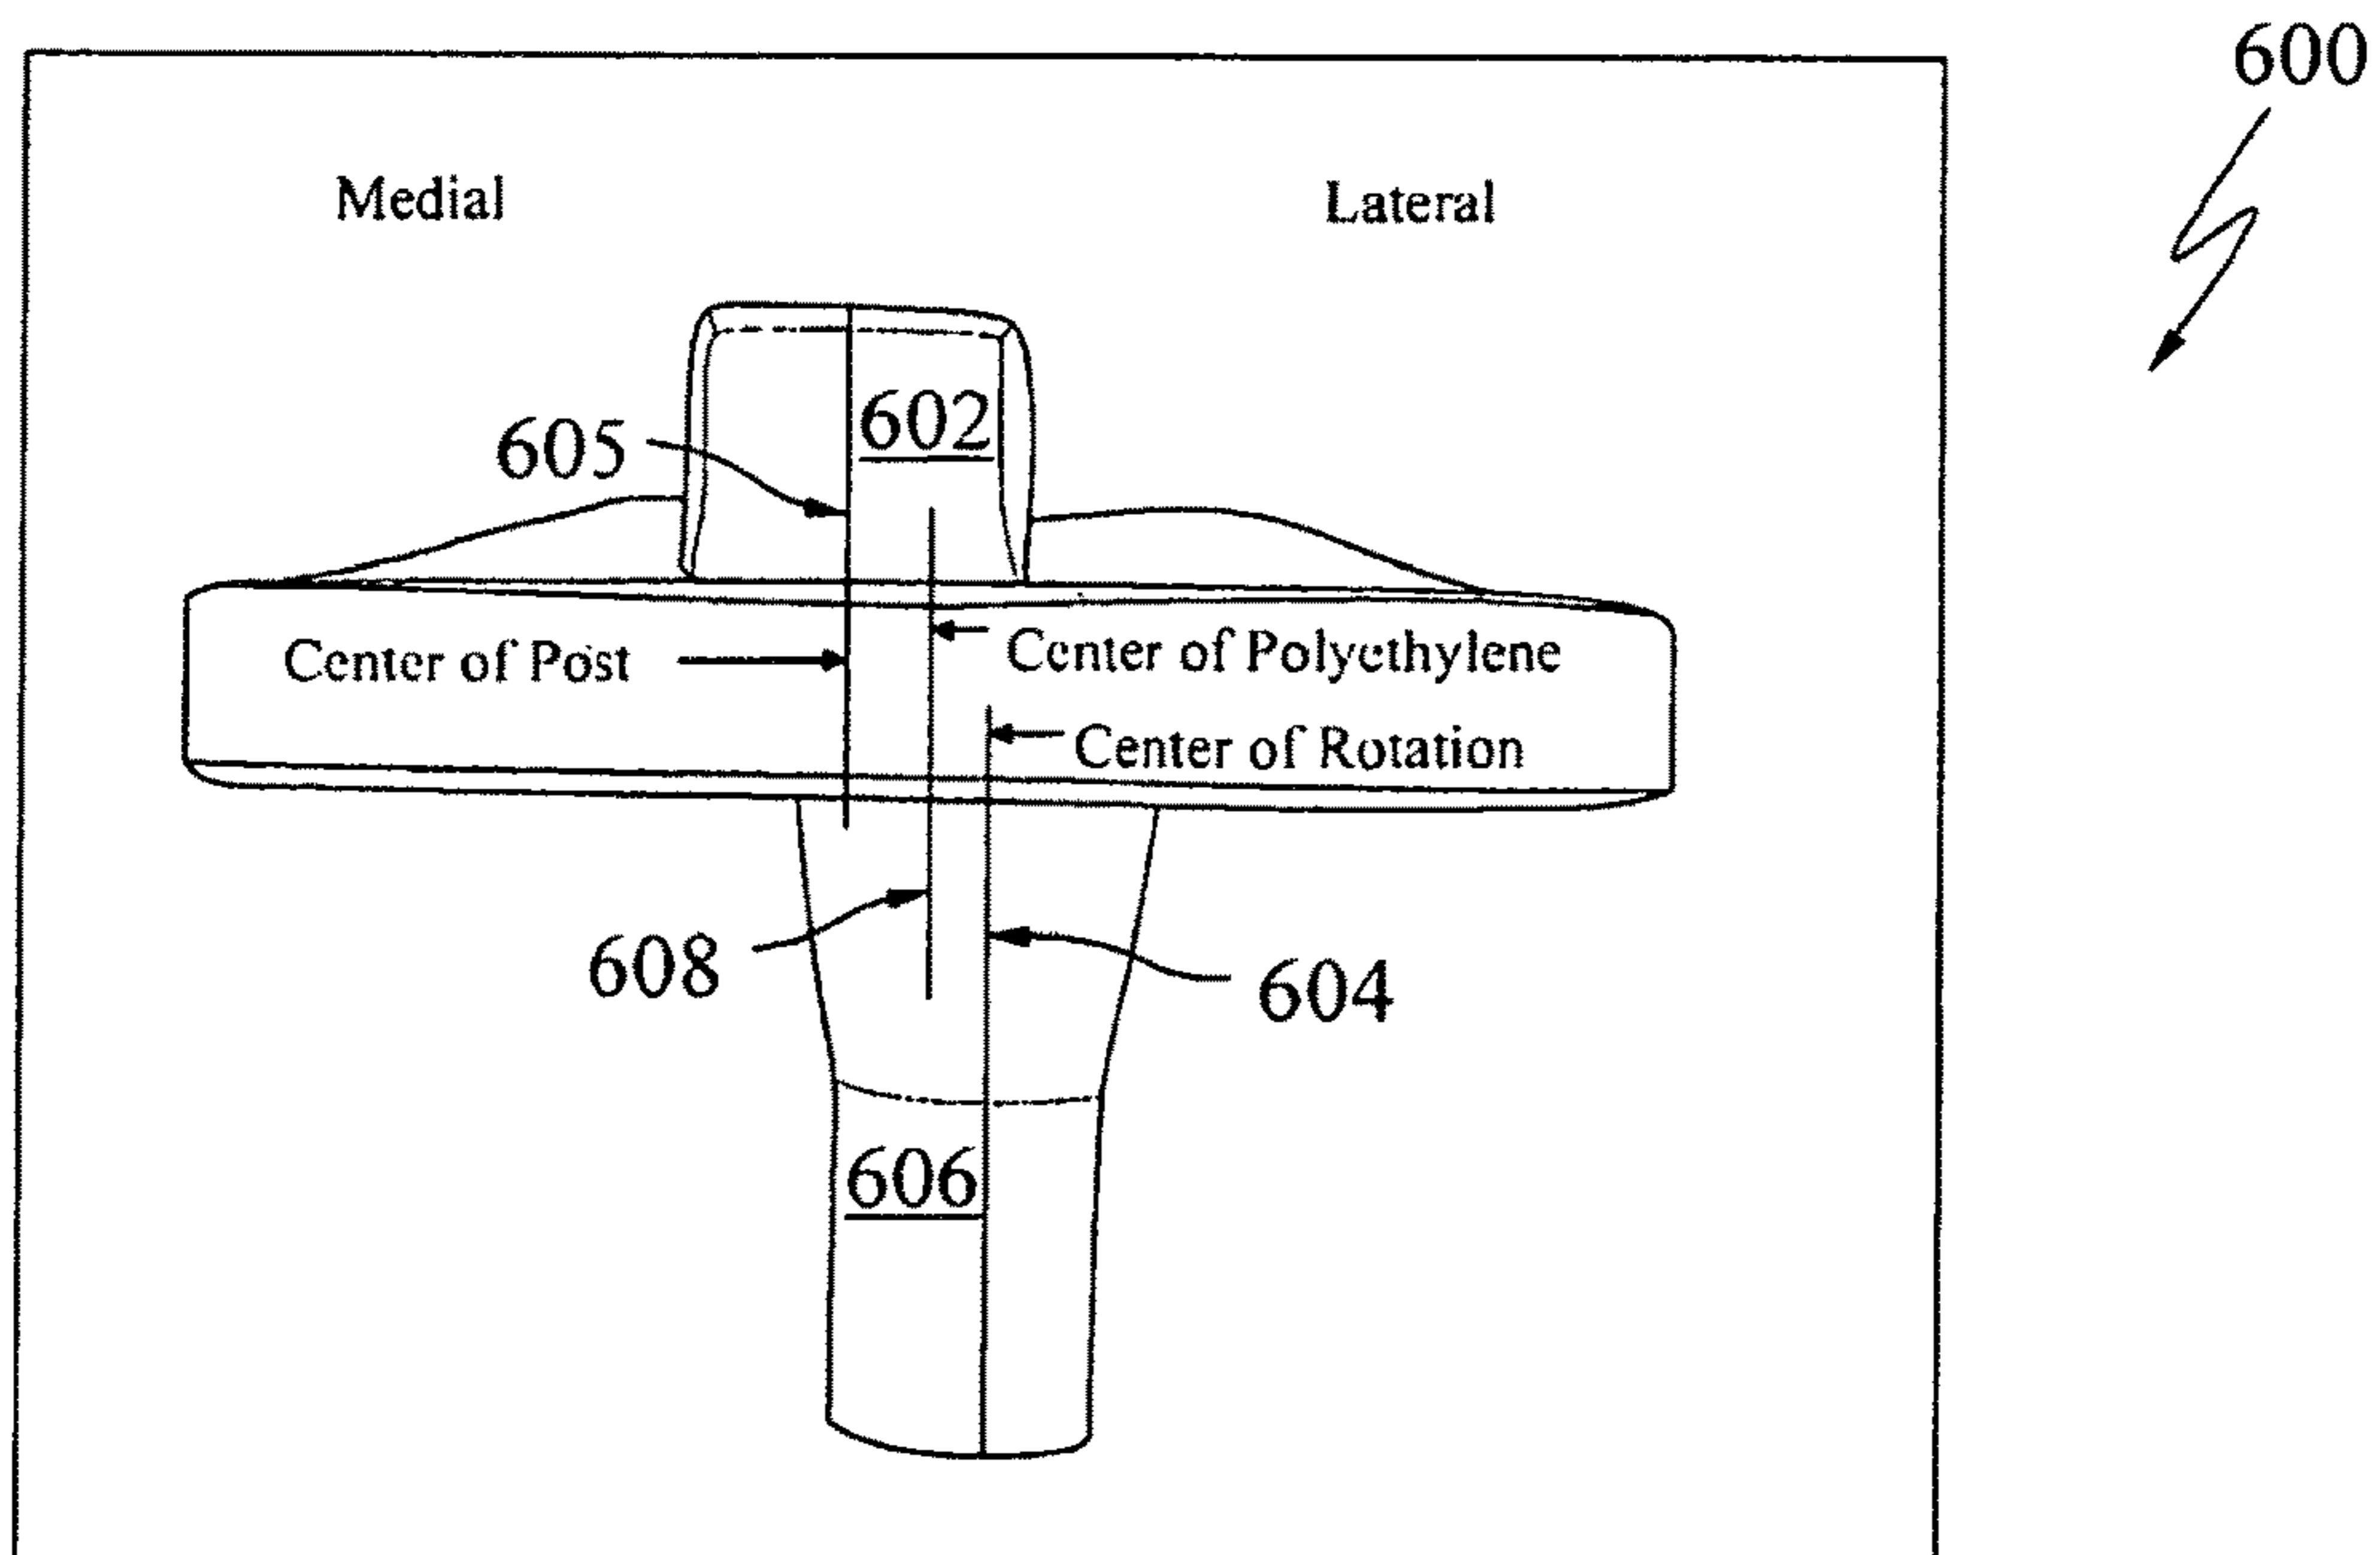 600
Medial Lateral
602
605
Center of Polyethylene
Center of Post
Center of Rotation
608
604
606